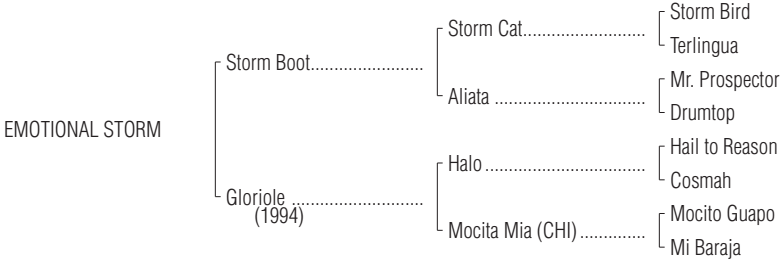 Storm Bird
Storm Cat.........................
Terlingua
Storm Boot.......................
Mr. Prospector
Aliata ...............................
Drumtop
EMOTIONAL STORM
Hail to Reason
Halo.................................
Cosmah
Gloriole ...........................
(1994)
Mocito Guapo
Mocita Mia (CHI)..............
Mi Baraja